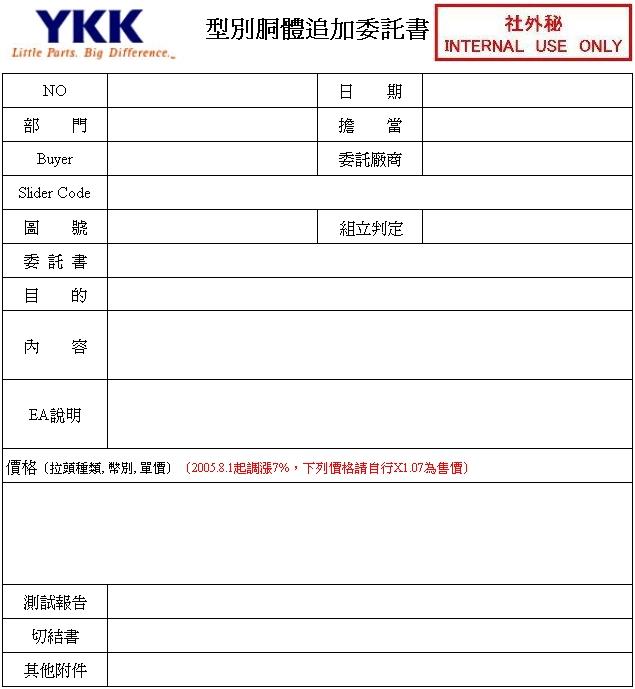 YKK
Little Parts. Big Difference.
型別胴體追加委託書
社外秘
INTERNAL USE ONLY
NO 日 期
部 門 擔 當
Buyer 委託廠商
Slider Code
圖 號 組立判定
委 託 書
目 的
內 容
EA說明
價格 (拉頭種類, 幣別, 單價) (2005.8.1起調漲7%，下列價格請自行X1.07為售價)
測試報告
切結書
其他附件